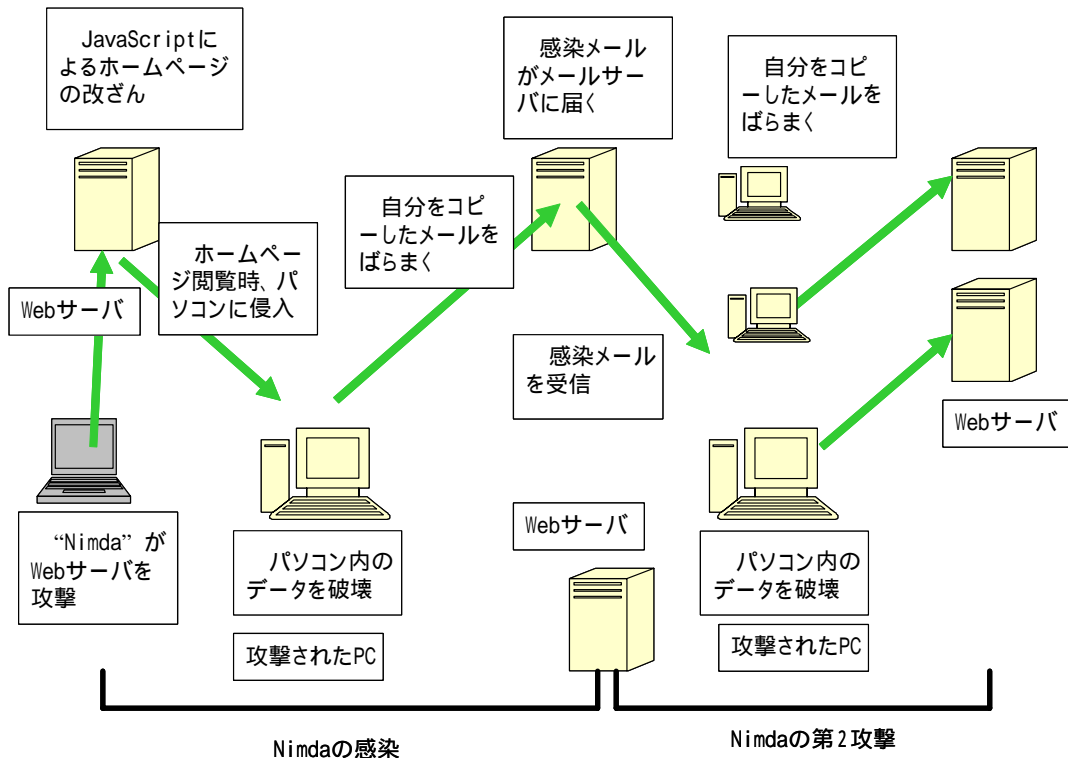 JavaScriptに
よるホームページ
の改ざん
感染メール
がメールサー
バに届く
自分をコピ
ーしたメールを
ばらまく
自分をコピ
ーしたメールを
ばらまく
ホームペー
ジ閲覧時、パ
ソコンに侵入
Webサーバ
感染メール
を受信
Webサーバ
“Nimda” が
Webサーバを
攻撃
パソコン内の
データを破壊
攻撃されたPC
Webサーバ
パソコン内の
データを破壊
攻撃されたPC
Nimdaの感染
Nimdaの第2攻撃